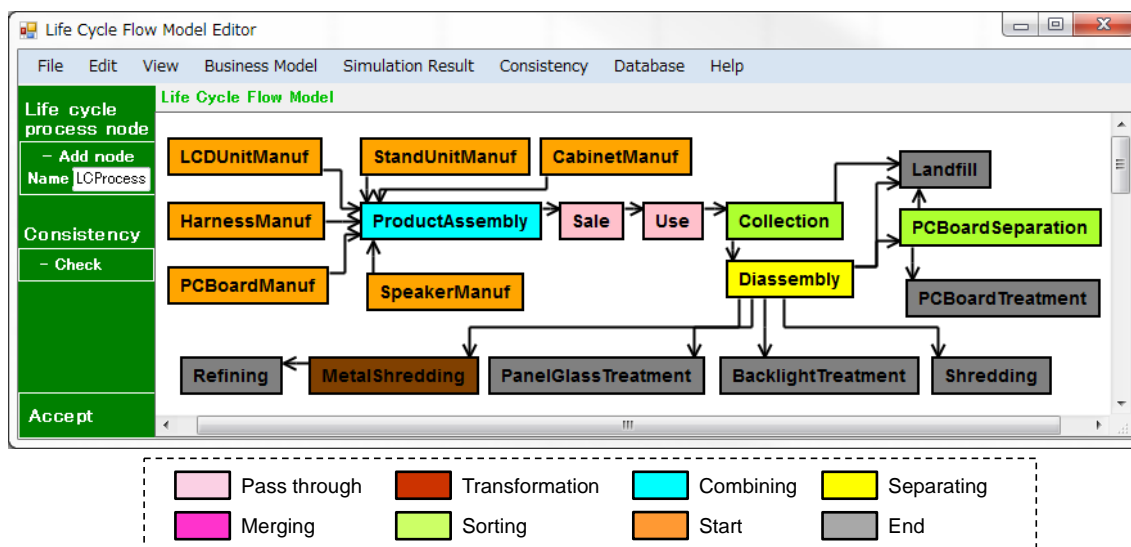 Life Cycle Flow Model Editor
File Edit View Business Model Simulation Result Consistency Database Help
Life cycle
process node
- Add node
Name LCProcess
Consistency
- Check
Accept
Life Cycle Flow Model
LCDUnitManuf StandUnitManuf CabinetManuf Landfill
HarnessManuf ProductAssembly Sale Use Collection PCBoardSeparation
PCBoardManuf SpeakerManuf Diassembly PCBoardTreatment
Refining MetalShredding PanelGlassTreatment BacklightTreatment Shredding
Pass through Transformation Combining Separating
Merging Sorting Start End